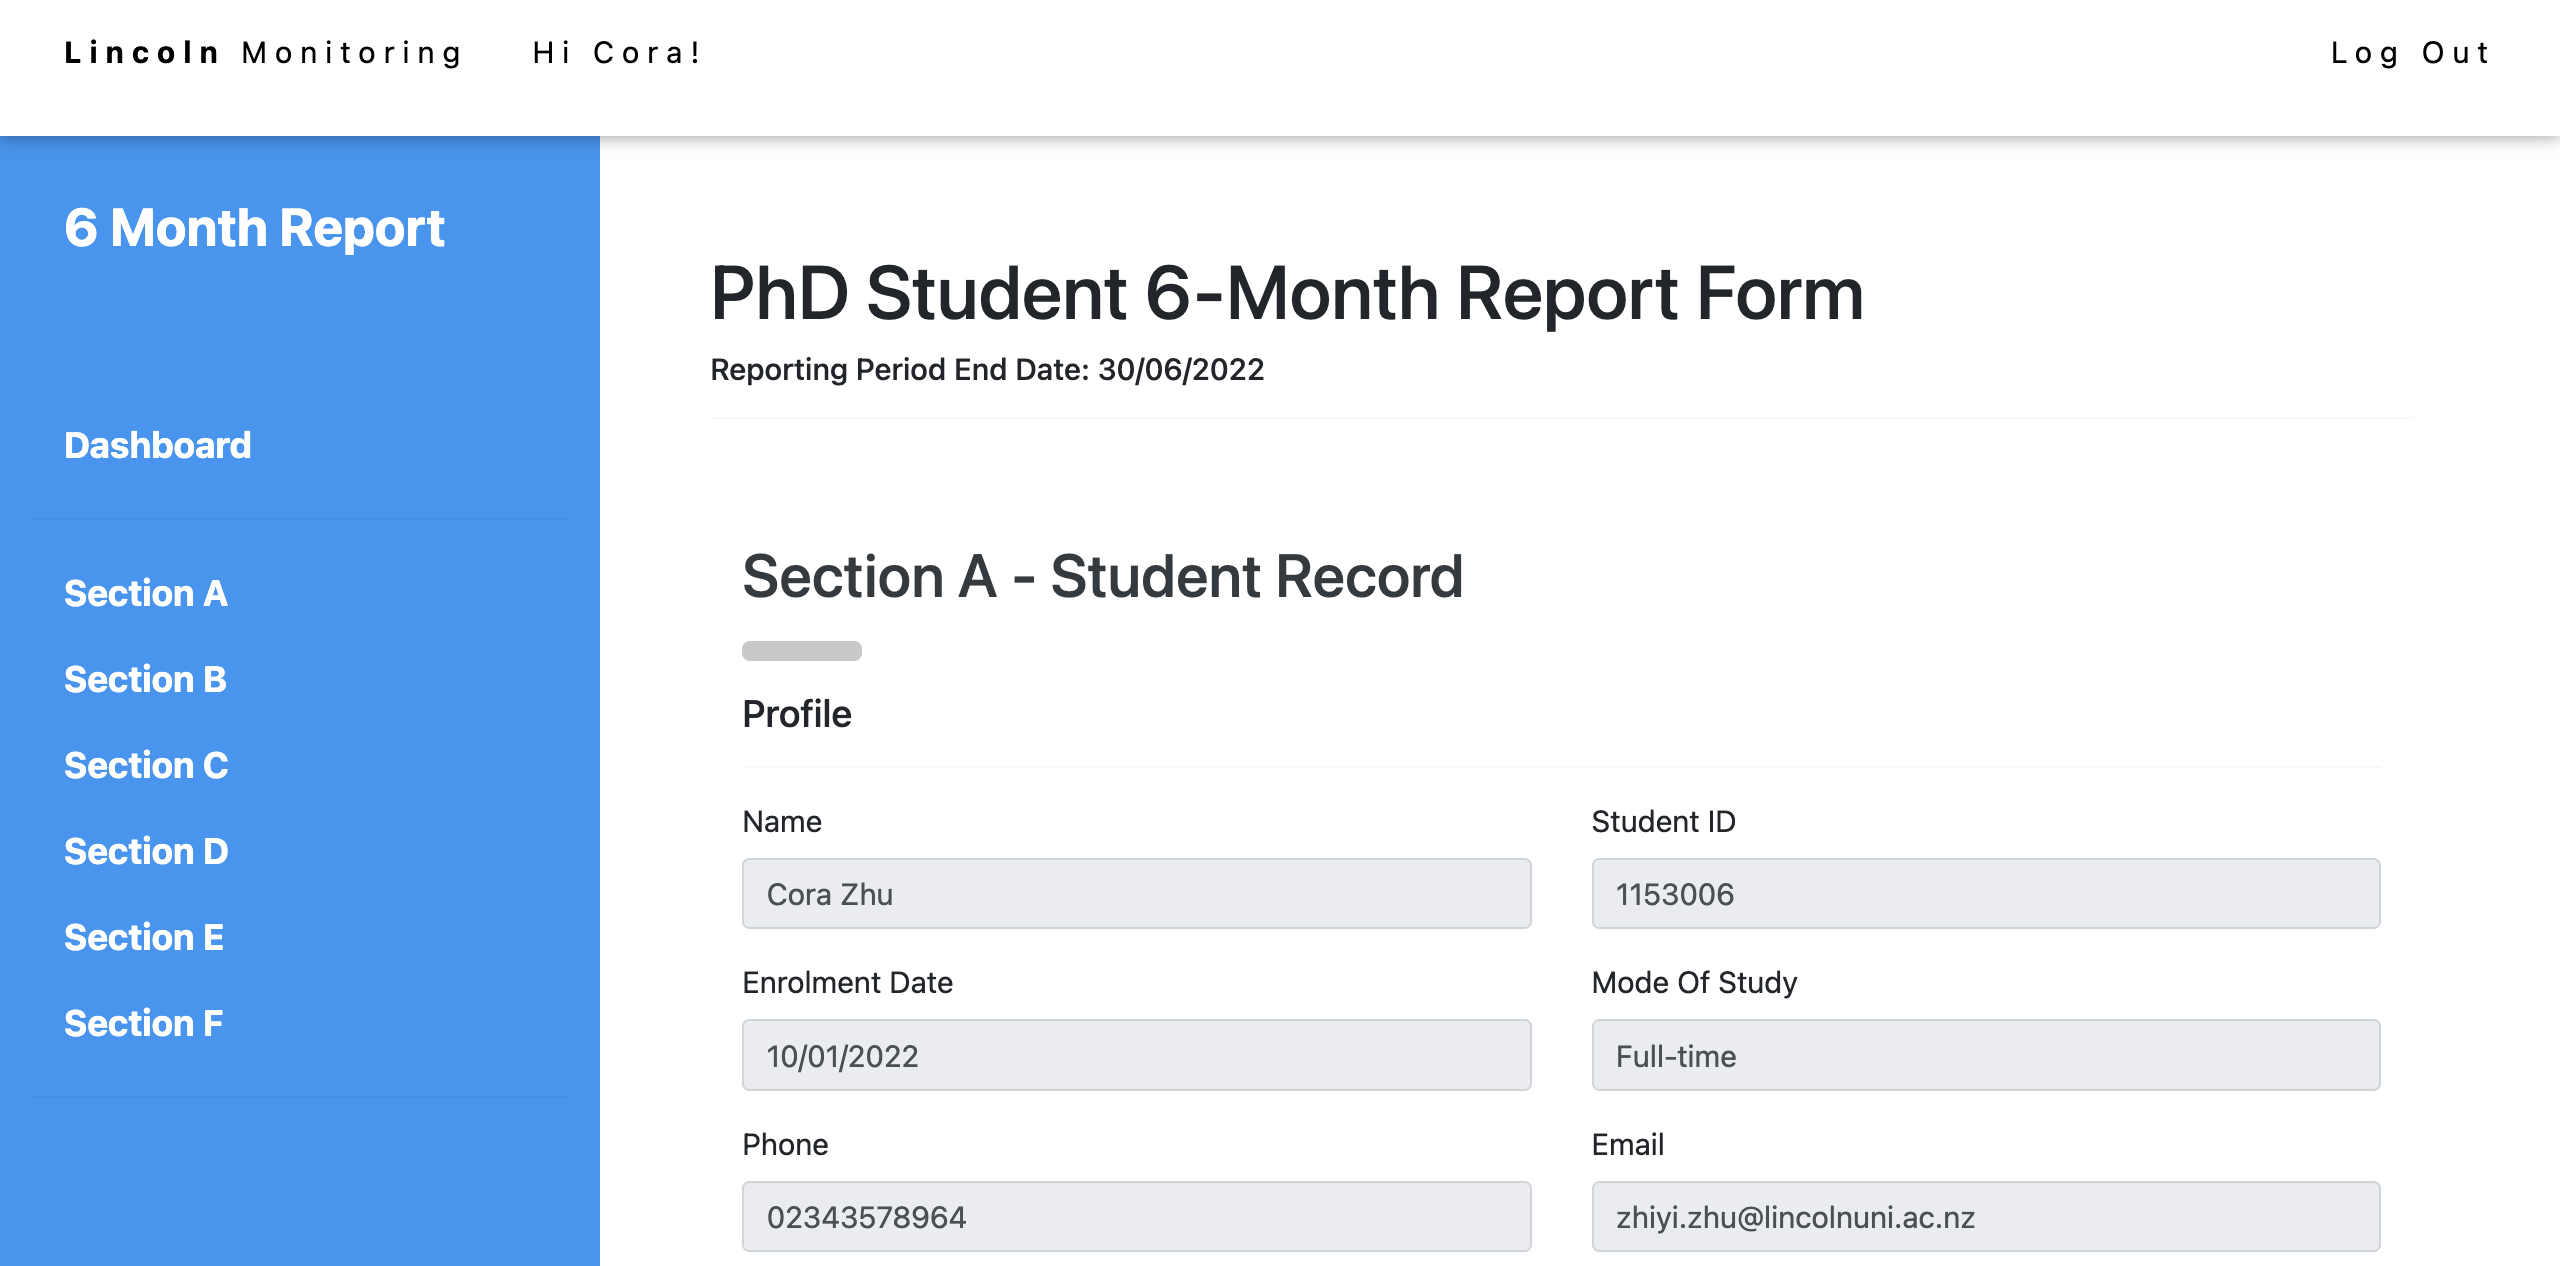 Lincoln Monitoring Hi Cora! Log Out
6 Month Report
Dashboard
Section A
Section B
Section C
Section D
Section E
Section F
PhD Student 6-Month Report Form
Reporting Period End Date: 30/06/2022
Section A - Student Record
Profile
Name Student ID
Cora Zhu 1153006
Enrolment Date Mode Of Study
10/01/2022 Full-time
Phone Email
02343578964 zhiyi.zhu@lincolnuni.ac.nz